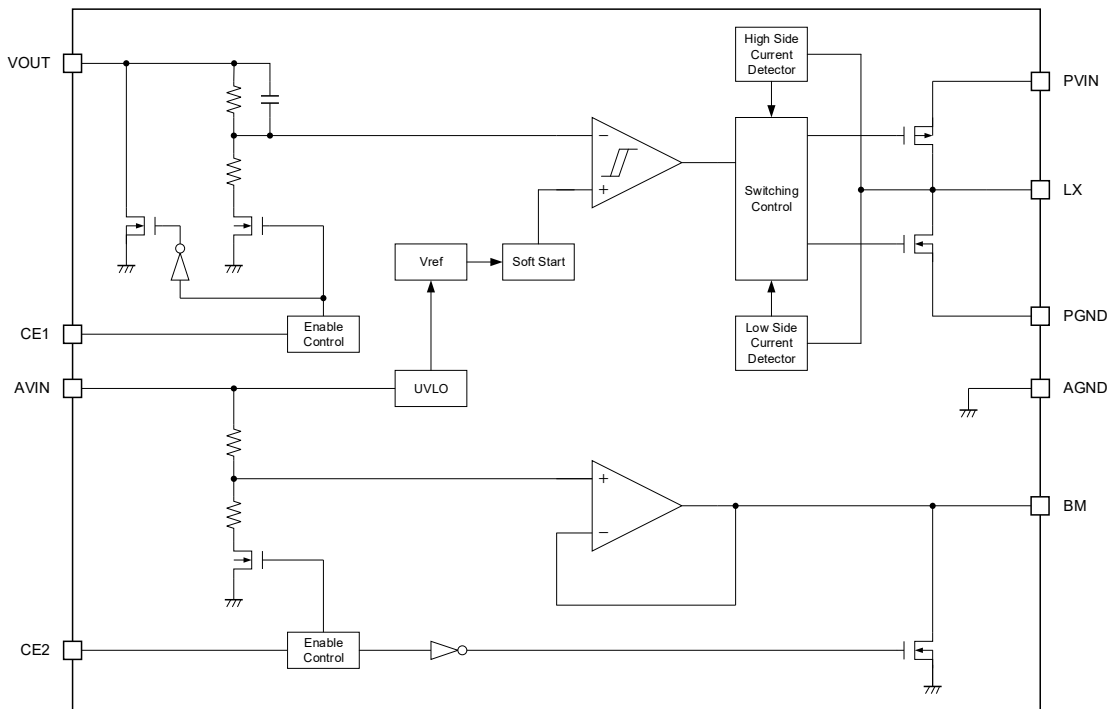 VOUT
High Side
Current
Detector
PVIN
−
+
Switching
Control
LX
Vref
Soft Start
CE1
Enable
Control
Low Side
Current
Detector
PGND
AVIN
UVLO
AGND
+
−
BM
CE2
Enable
Control